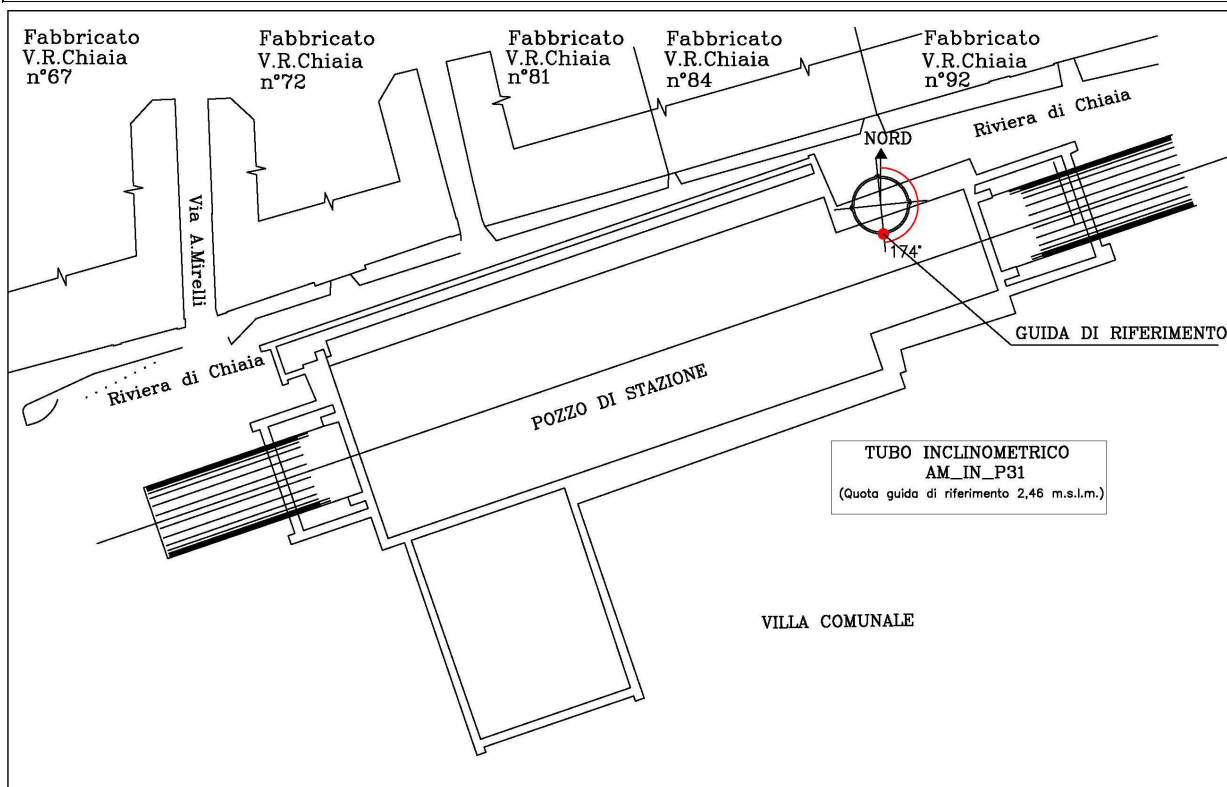 Fabbricato
V.R.Chiaia
n°67
Fabbricato
V.R.Chiaia
n°72
Fabbricato
V.R.Chiaia
n°81
Fabbricato
V.R.Chiaia
n°84
Fabbricato
V.R.Chiaia
n°92
Riviera di Chiaia
NORD
174°
Via A.Mirelli
GUIDA DI RIFERIMENTO
Riviera di Chiaia
POZZO DI STAZIONE
TUBO INCLINOMETRICO
AM_IN_P31
(Quota guida di riferimento 2,46 m.s.l.m.)
VILLA COMUNALE